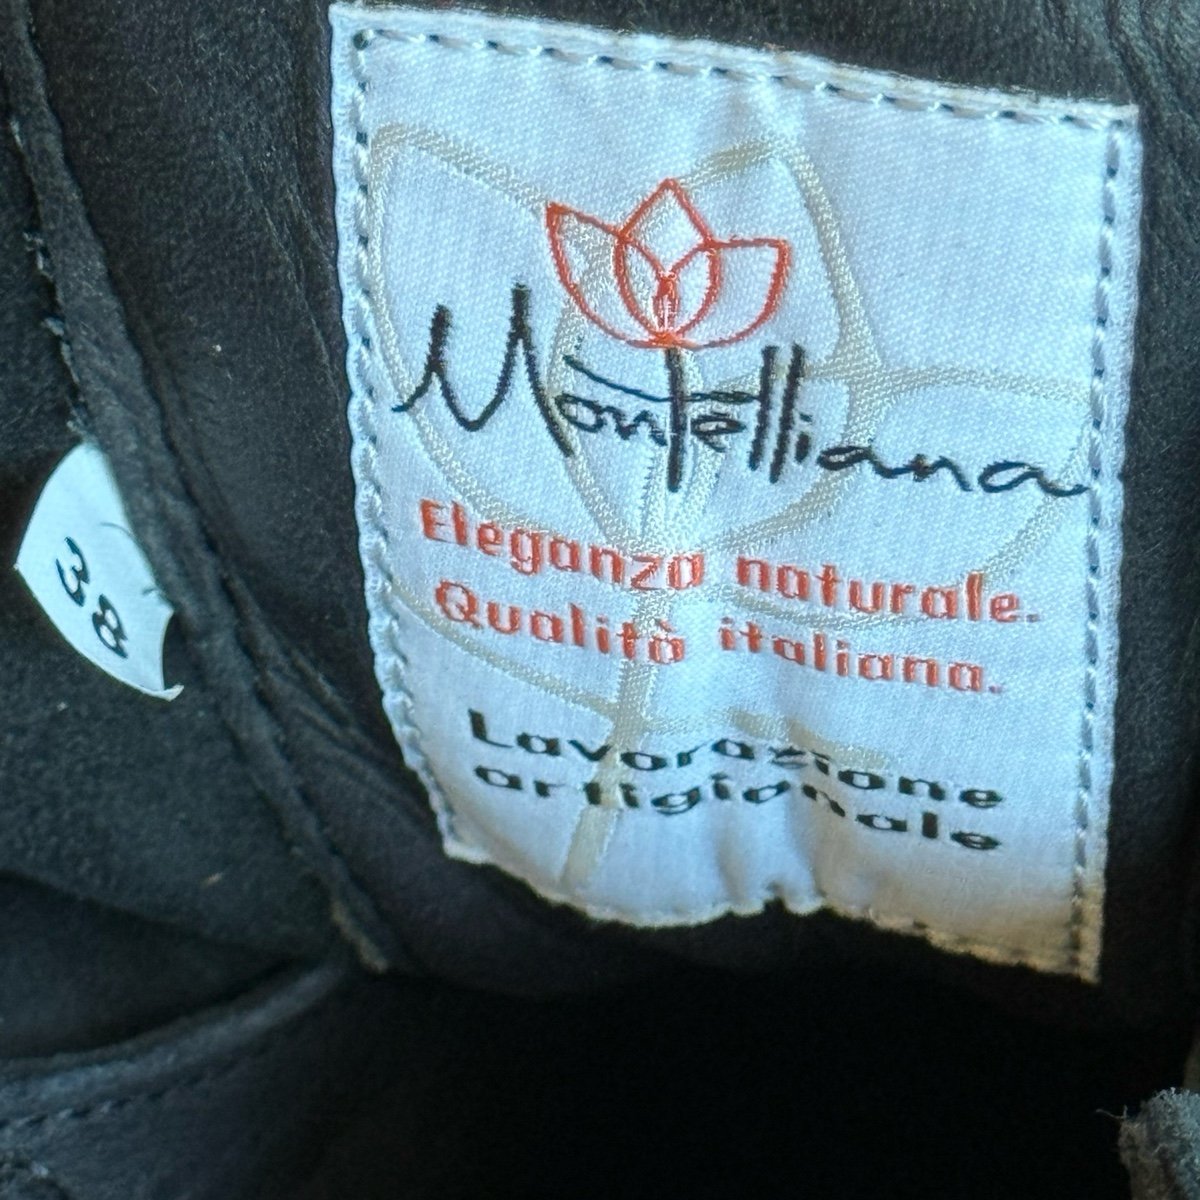 Montelliana
Eleganza naturale.
Qualità italiana.
Lavorazione
artigianale
38